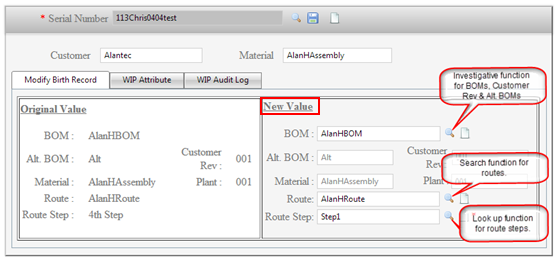 * Serial Number 113Chris0404test
Customer Alantec Material AlanHAssembly
Modify Birth Record WIP Attribute WIP Audit Log
Original Value
BOM : AlanHBOM
Alt. BOM : Alt Customer Rev : 001
Material : AlanHAssembly Plant : 001
Route : AlanHRoute
Route Step : 4th Step
New Value
BOM : AlanHBOM
Alt. BOM : Alt Customer Rev :
Material : AlanHAssembly Plant
Route: AlanHRoute
Route Step: Step1
Investigative function
for BOMs, Customer
Rev & Alt. BOMs
Search function for
routes.
Look up function
for route steps.